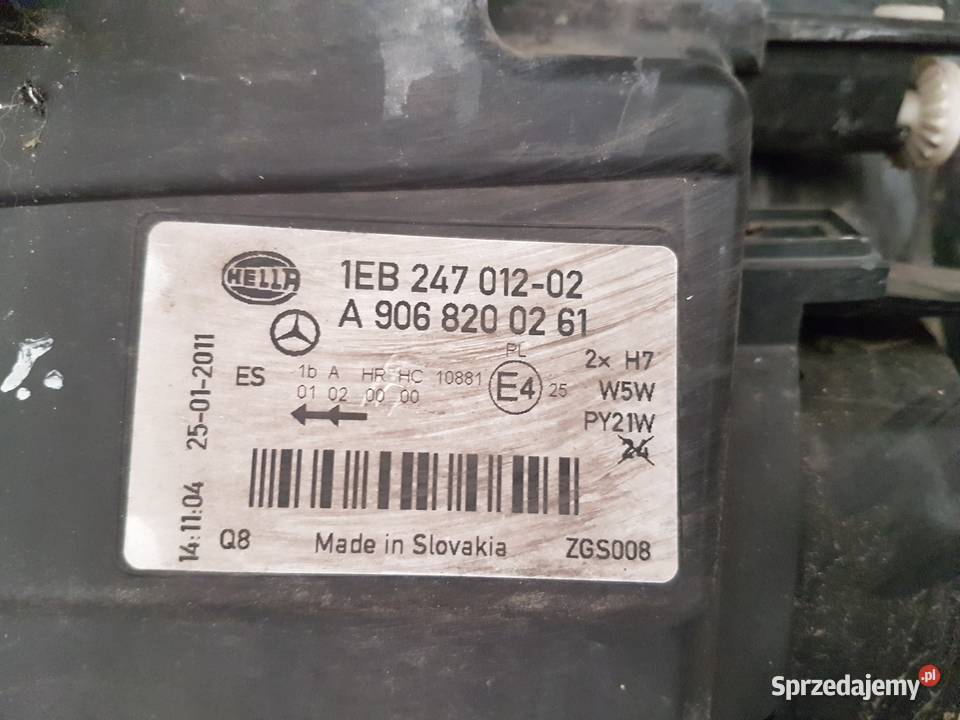 HELLA
1EB 247 012-02
A 906 820 02 61
25-01-2011
14:11:04
ES
1b A HR HC 10881
01 02 00 00
PL
E4
25
2x H7
W5W
PY21W
24
Q8
Made in Slovakia
ZGS008
Sprzedajemy.pl